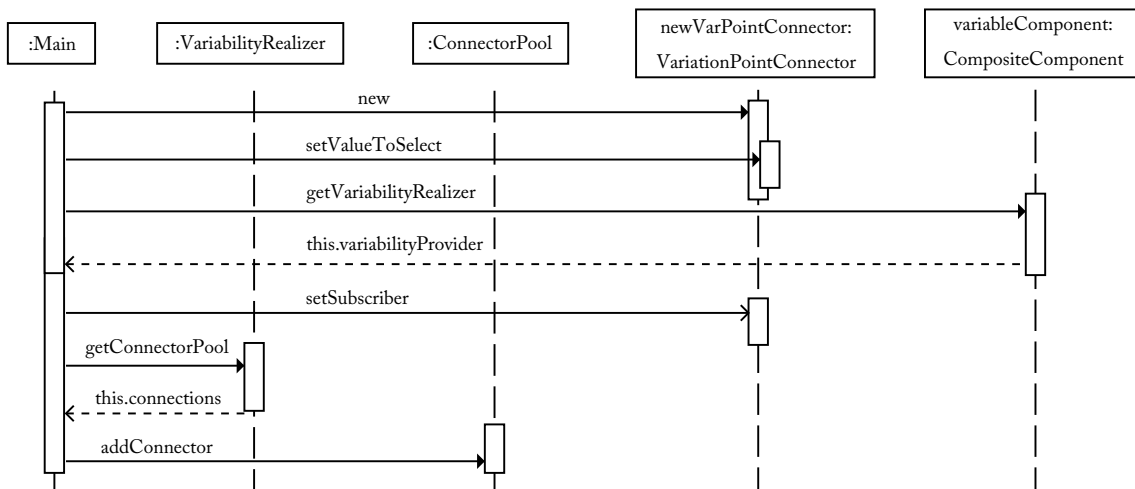 :Main
:VariabilityRealizer
:ConnectorPool
newVarPointConnector:
VariationPointConnector
variableComponent:
CompositeComponent
new
setValueToSelect
getVariabilityRealizer
this.variabilityProvider
setSubscriber
getConnectorPool
this.connections
addConnector